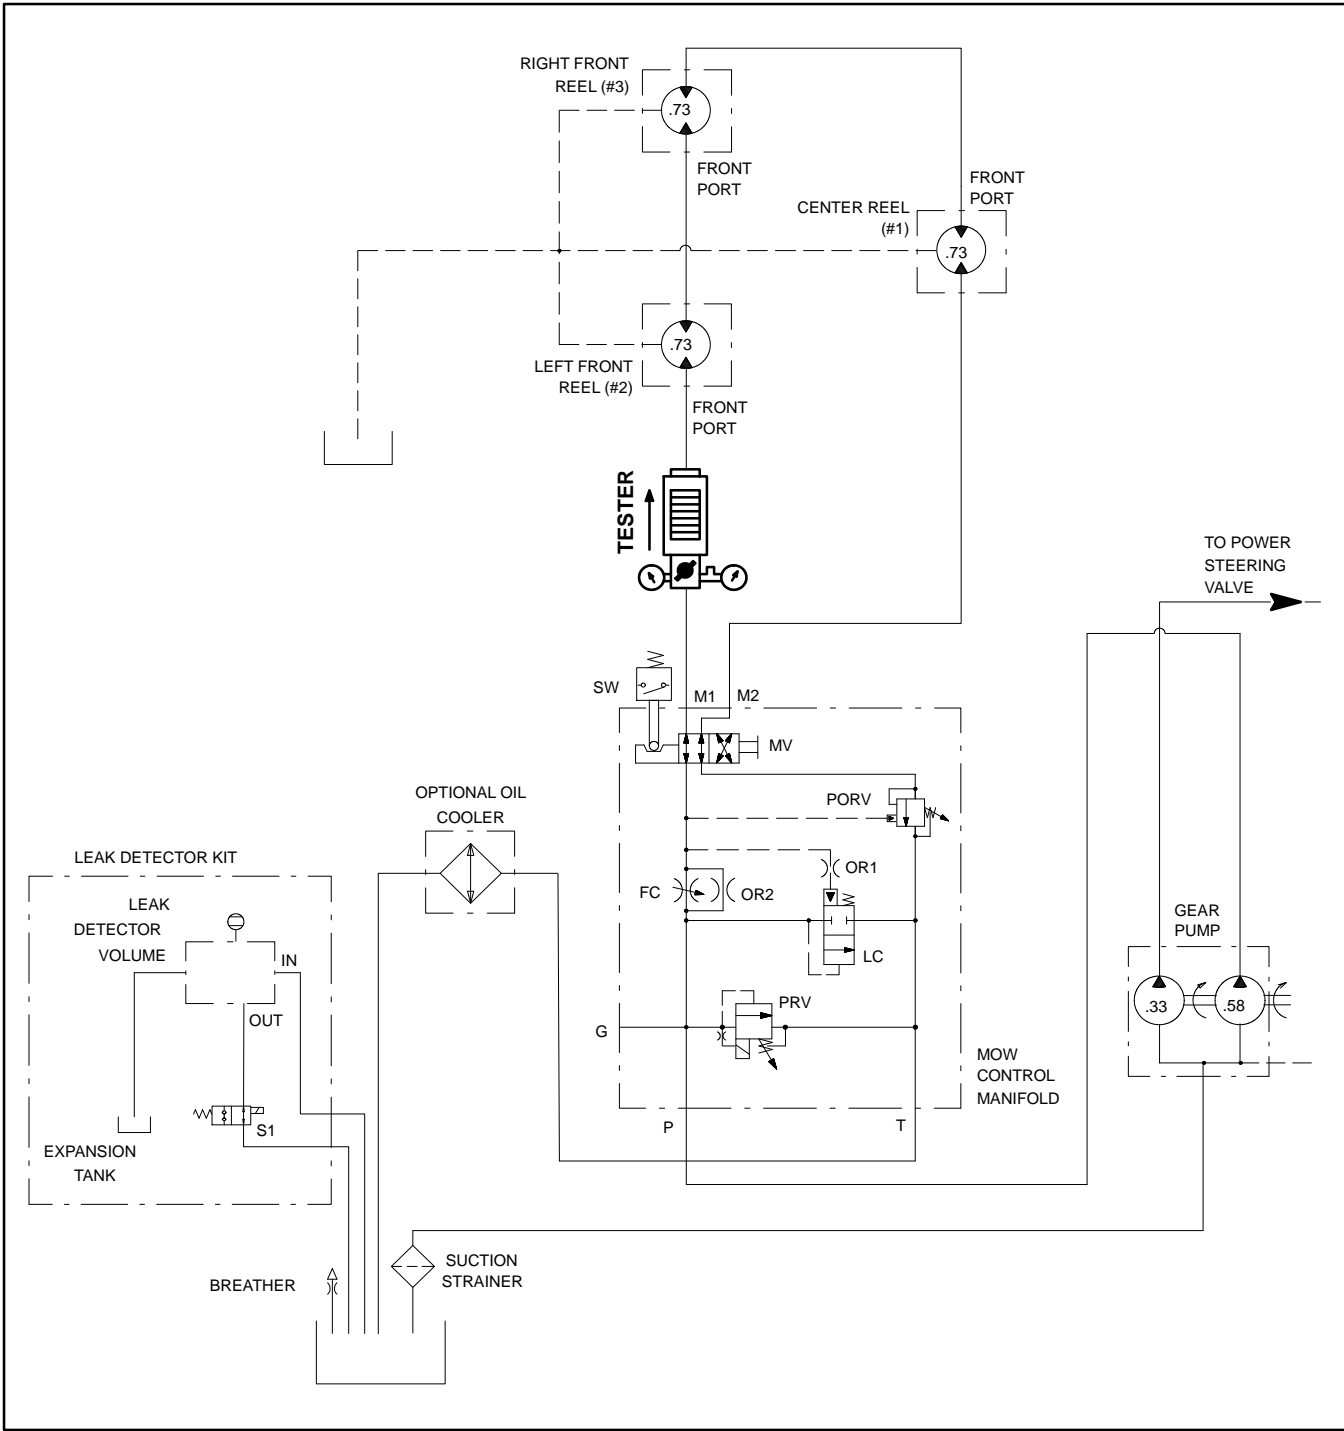 RIGHT FRONT
REEL (#3)
.73
FRONT
PORT
FRONT
PORT
CENTER REEL
(#1)
.73
.73
LEFT FRONT
REEL (#2)
FRONT
PORT
TESTER
TO POWER
STEERING
VALVE
SW
M1
M2
MV
OPTIONAL OIL
COOLER
PORV
LEAK DETECTOR KIT
FC
OR2
OR1
LEAK
DETECTOR
VOLUME
IN
OUT
LC
GEAR
PUMP
.33
.58
PRV
G
MOW
CONTROL
MANIFOLD
P
T
S1
EXPANSION
TANK
SUCTION
STRAINER
BREATHER